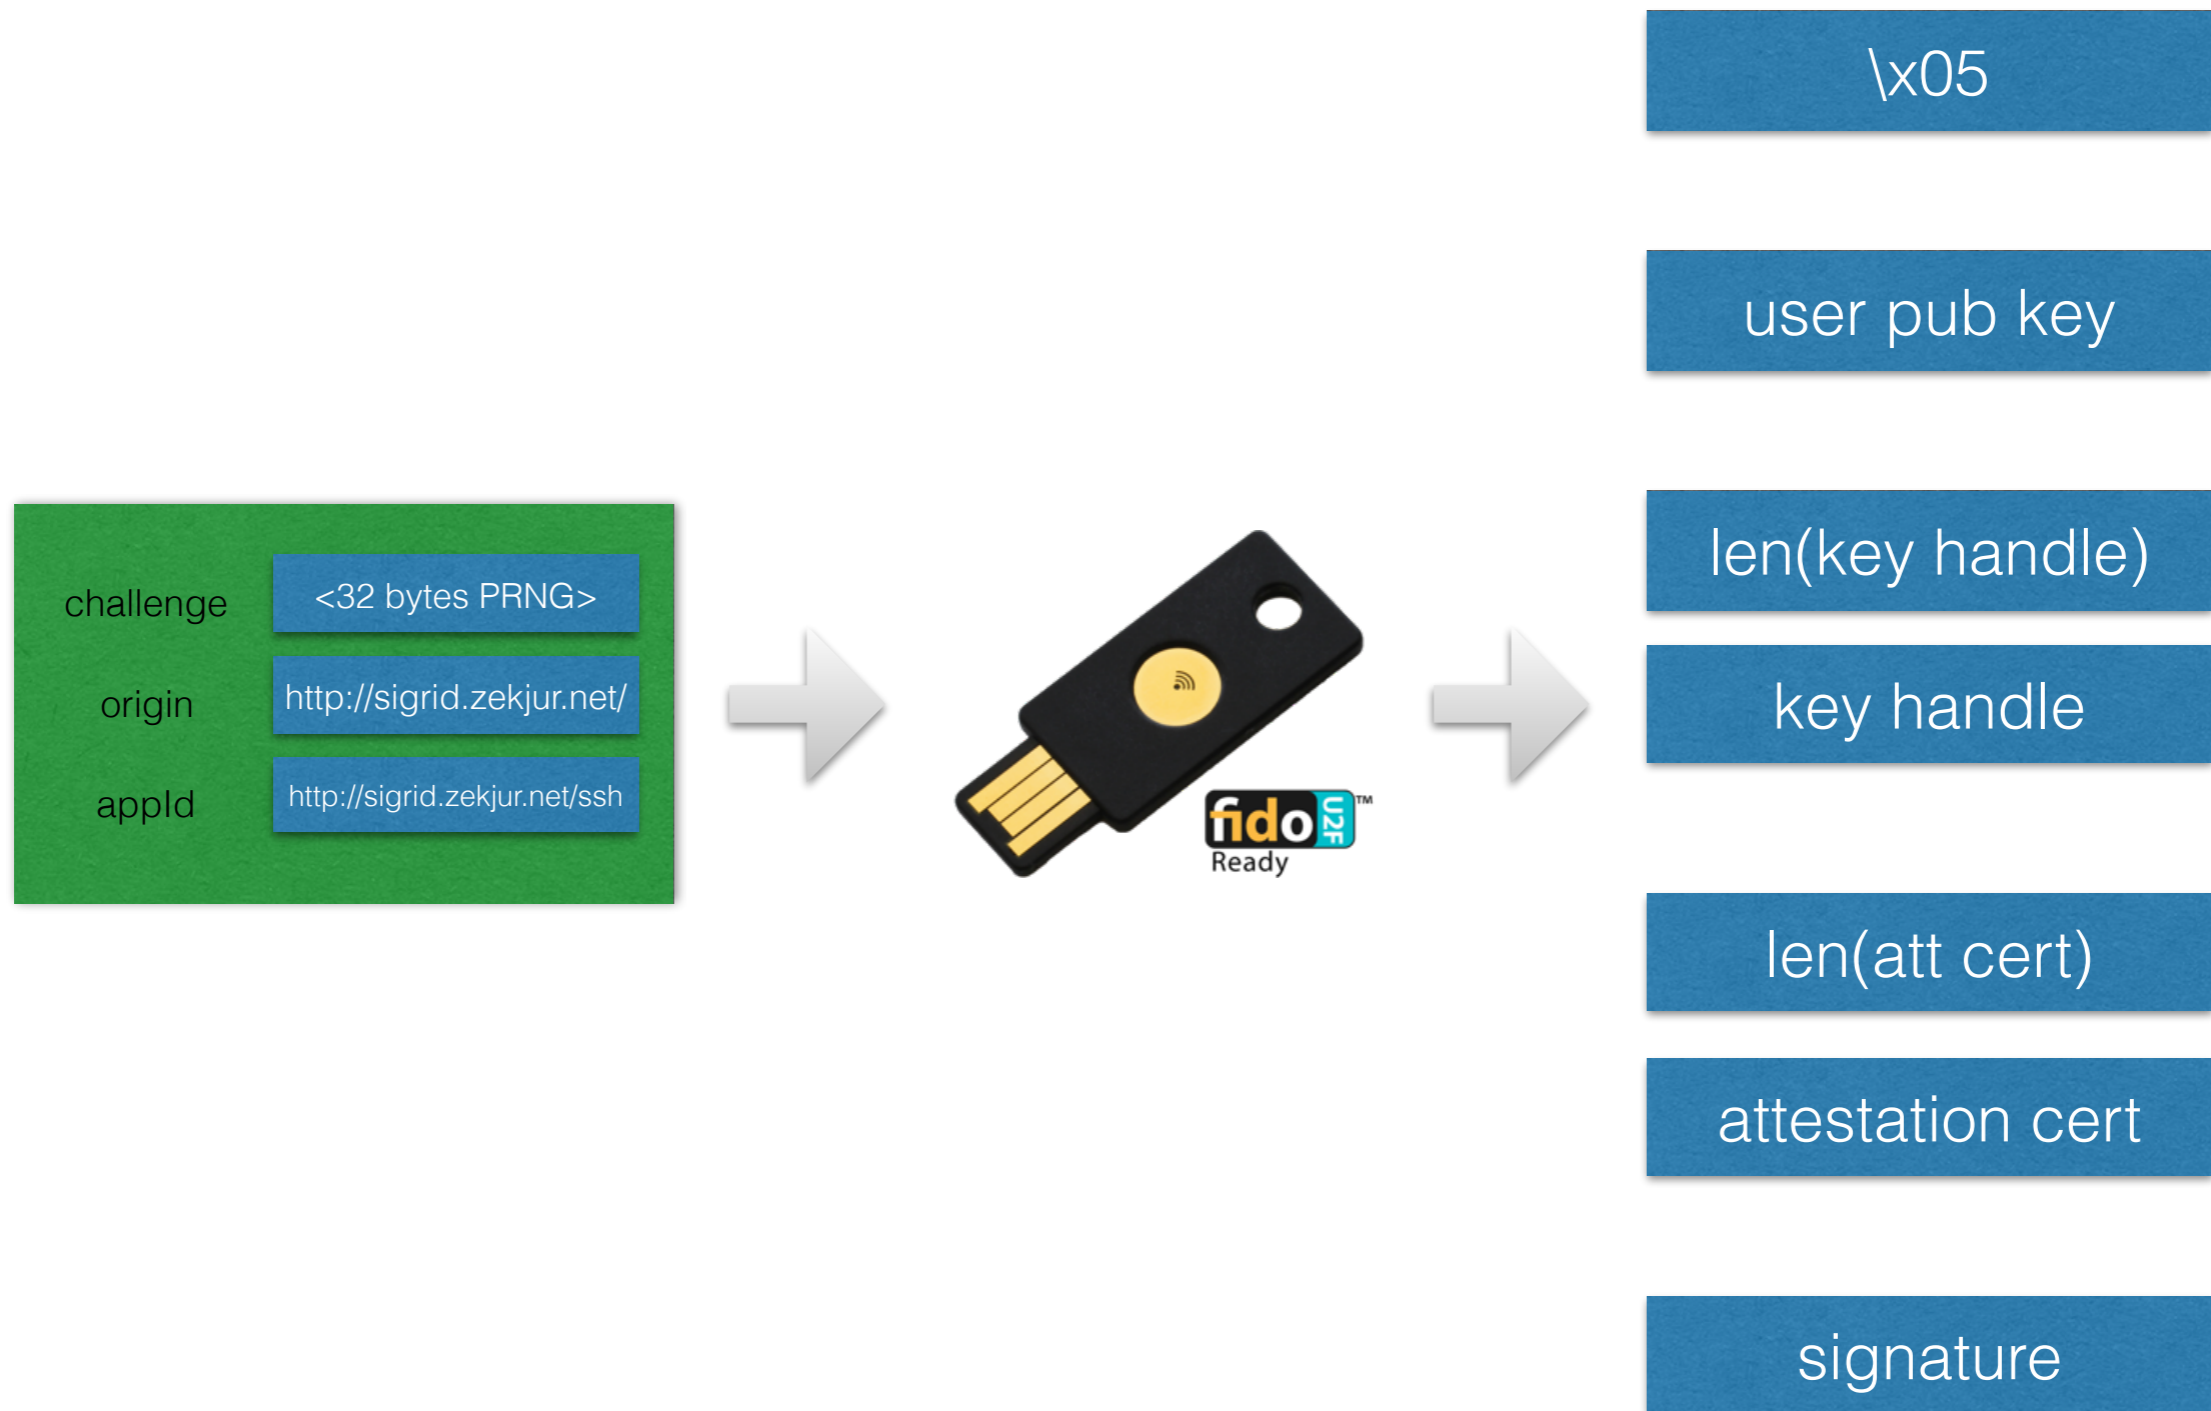 \x05
user pub key
len(key handle)
key handle
len(att cert)
attestation cert
signature
challenge <32 bytes PRNG>
origin http://sigrid.zekjur.net/
appId http://sigrid.zekjur.net/ssh
fido U2F ™
Ready